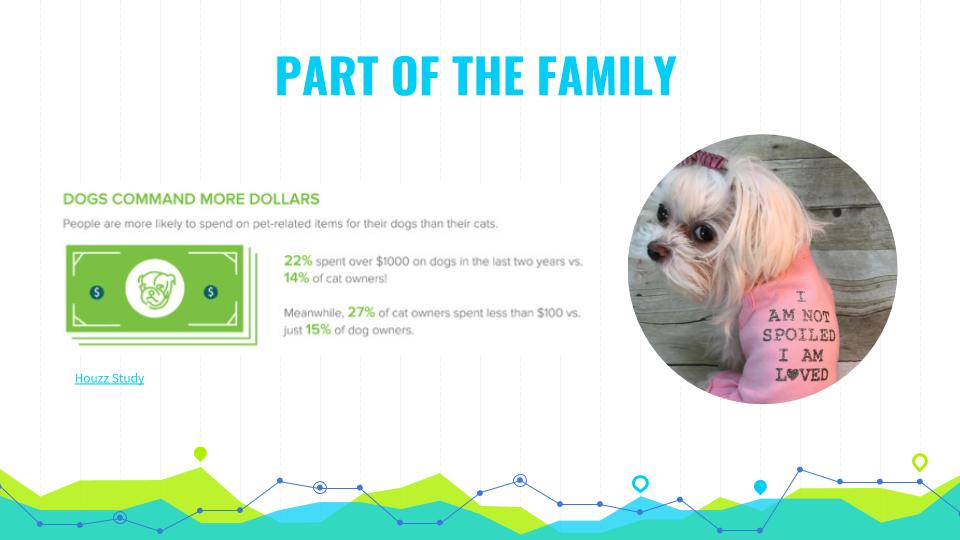 PART OF THE FAMILY
DOGS COMMAND MORE DOLLARS
People are more likely to spend on pet-related items for their dogs than their cats.
$ $
22% spent over $1000 on dogs in the last two years vs.
14% of cat owners!
Meanwhile, 27% of cat owners spent less than $100 vs.
just 15% of dog owners.
Houzz Study
I
AM NOT
SPOILED
I AM
L♥VED